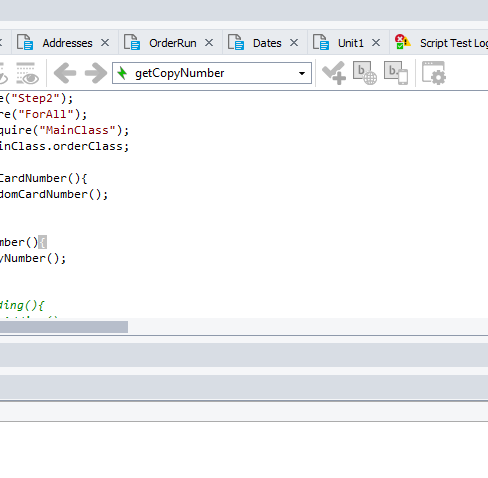 Addresses OrderRun Dates Unit1 Script Test Log
getCopyNumber
e("Step2");
re("ForAll");
quire("MainClass");
inClass.orderClass;
CardNumber(){
domCardNumber();
mber(){
yNumber();
ding(){